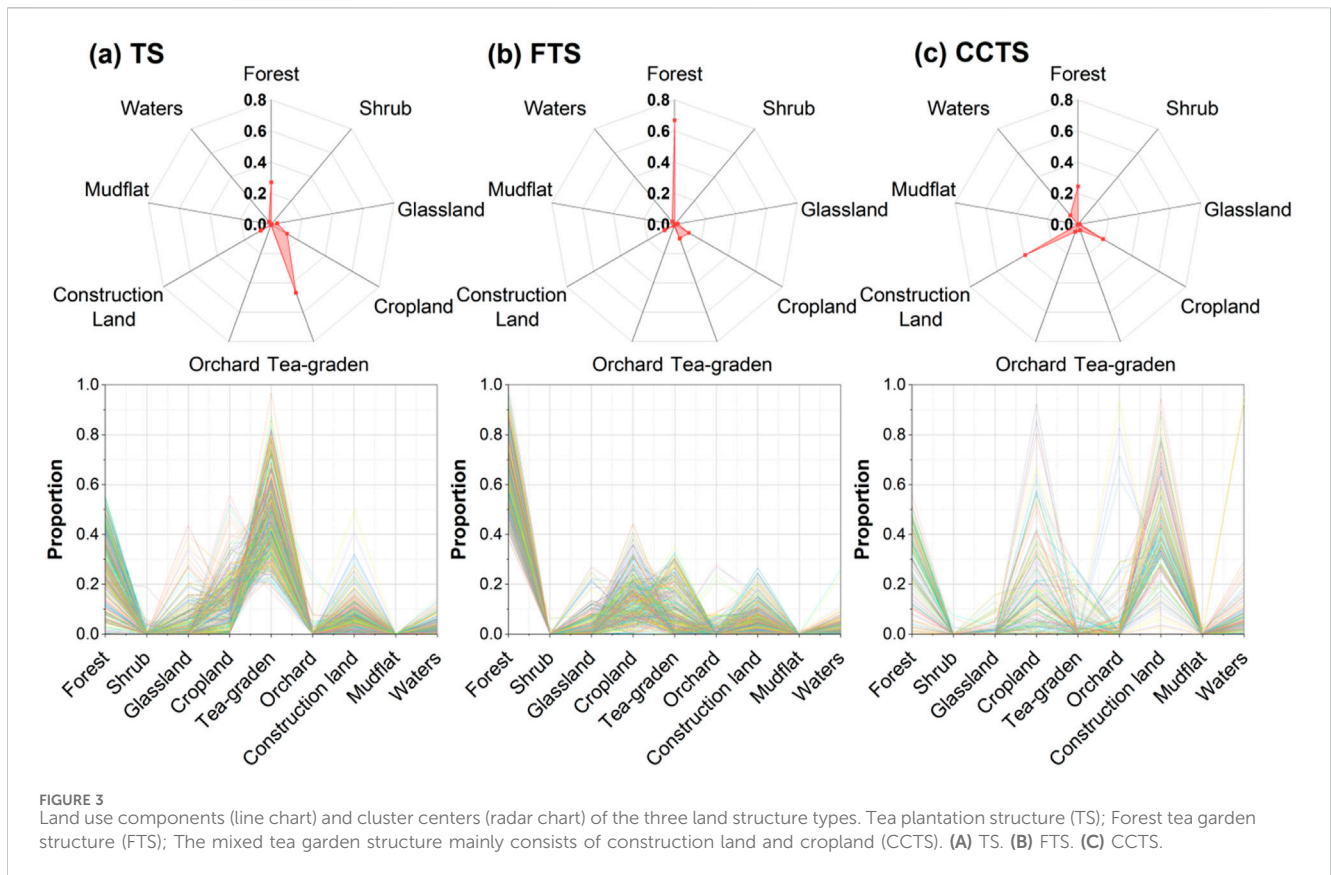 (a) TS
Forest
Shrub
Glassland
Cropland
Orchard Tea-graden
Construction
Land
Mudflat
Waters
0.8
0.6
0.4
0.2
0.0
(b) FTS
Forest
Shrub
Glassland
Cropland
Construction
Land
Mudflat
Waters
0.8
0.6
0.4
0.2
0.0
(c) CCTS
Forest
Shrub
Glassland
Cropland
Orchard Tea-graden
Construction
Land
Mudflat
Waters
0.8
0.6
0.4
0.2
0.0
Proportion
1.0
0.8
0.6
0.4
0.2
0.0
Forest
Shrub
Glassland
Cropland
Tea-graden
Orchard
Construction land
Mudflat
Waters
Proportion
1.0
0.8
0.6
0.4
0.2
0.0
Forest
Shrub
Glassland
Cropland
Tea-graden
Orchard
Construction land
Mudflat
Waters
Proportion
1.0
0.8
0.6
0.4
0.2
0.0
Forest
Shrub
Glassland
Cropland
Tea-graden
Orchard
Construction land
Mudflat
Waters
FIGURE 3
Land use components (line chart) and cluster centers (radar chart) of the three land structure types. Tea plantation structure (TS); Forest tea garden
structure (FTS); The mixed tea garden structure mainly consists of construction land and cropland (CCTS). (A) TS. (B) FTS. (C) CCTS.